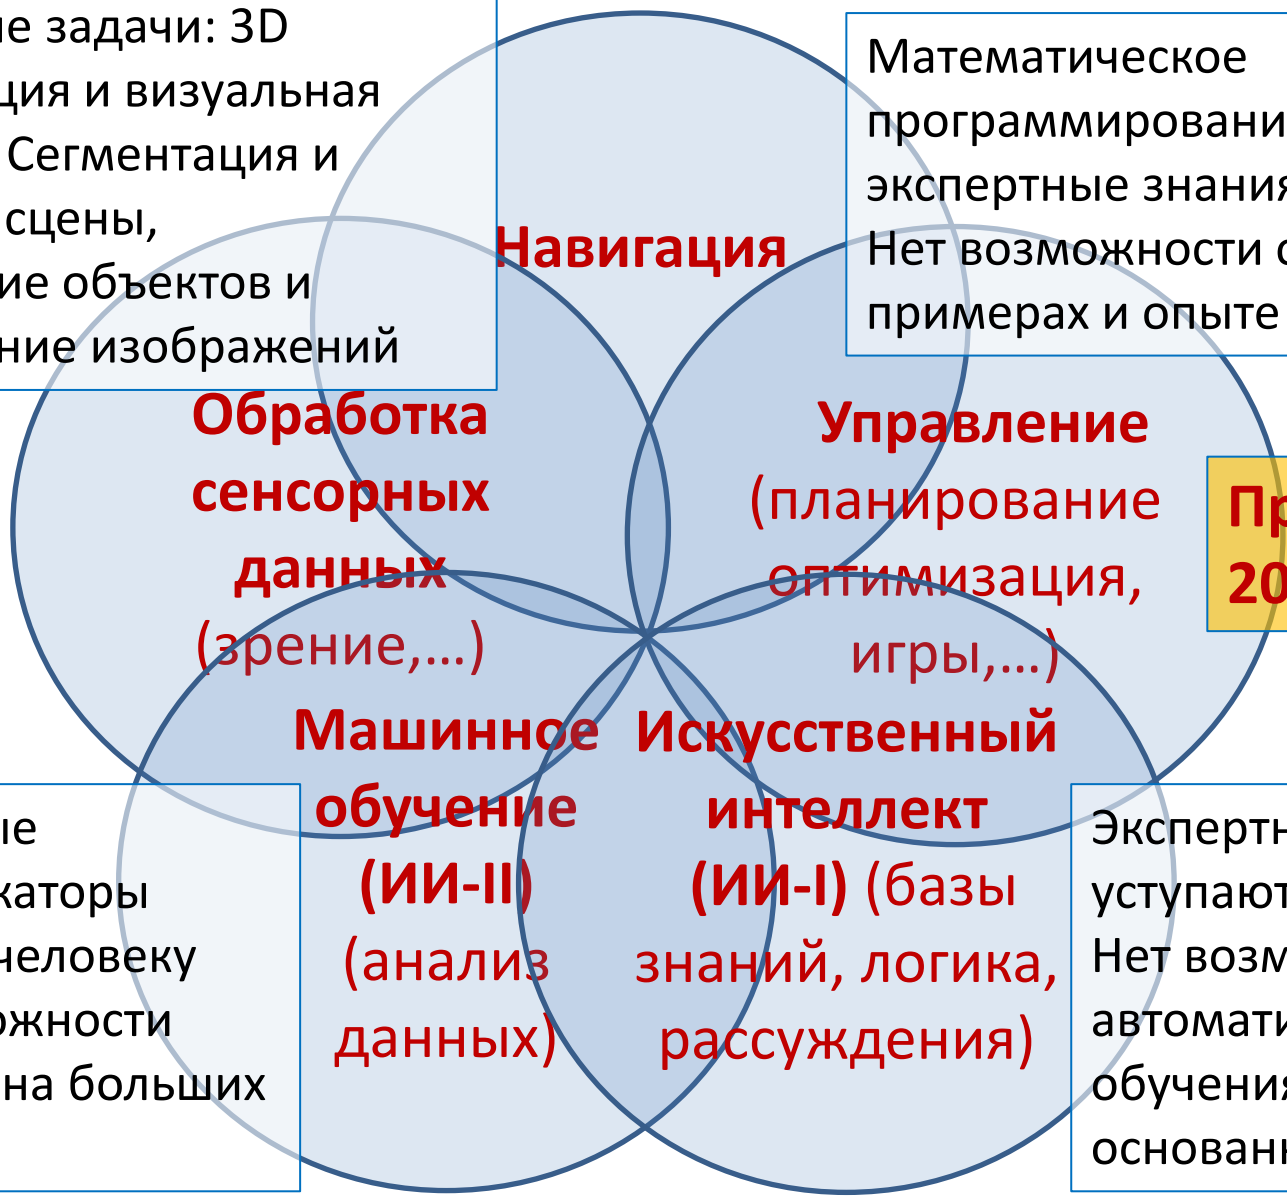 ие задачи: 3D
ция и визуальная
Сегментация и
сцены,
ие объектов и
ние изображений
Математическое
программировани
экспертные знания
Нет возможности о
примерах и опыте
Навигация
Обработка
сенсорных
данных
(зрение,...)
Управление
(планирование
оптимизация,
игры,...)
Пр
20
Машинное
обучение
(ИИ-II)
(анализ
данных)
Искусственный
интеллект
(ИИ-I) (базы
знаний, логика,
рассуждения)
ые
каторы
человеку
ожности
на больших
Экспертн
уступают
Нет возм
автомати
обучения
основанн